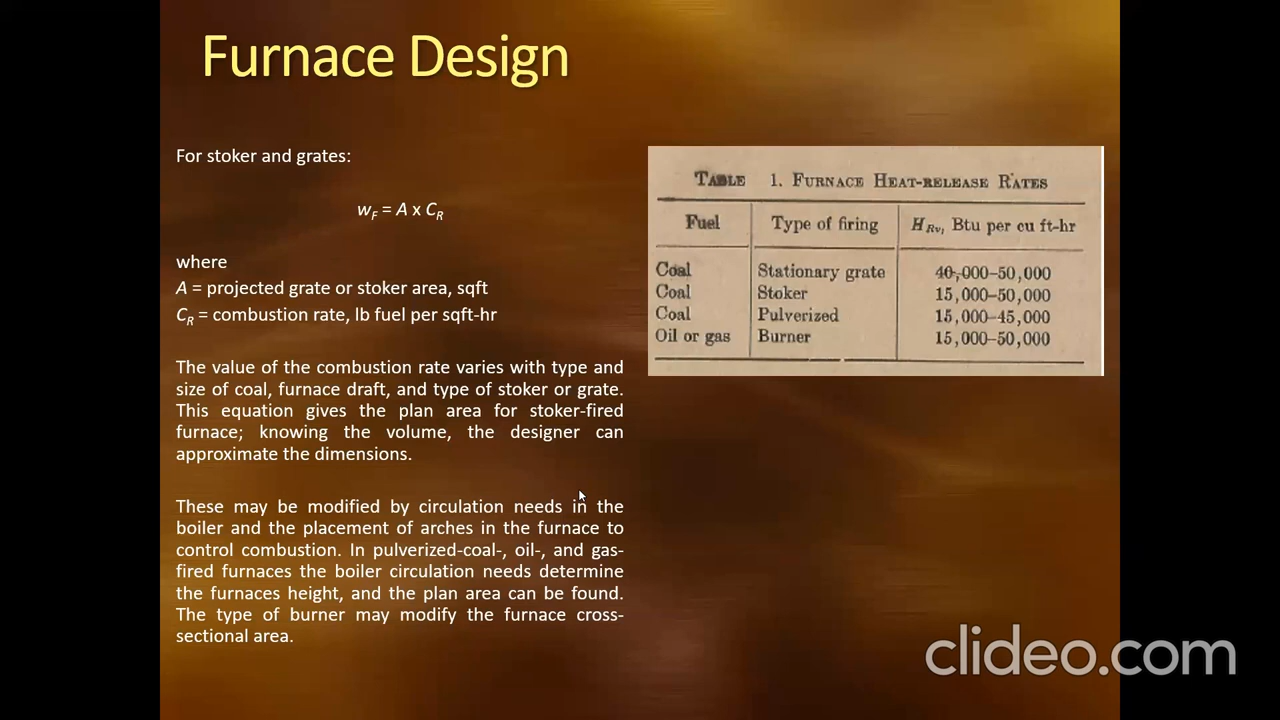 Furnace Design
For stoker and grates:
w_F = A x C_R
where
A = projected grate or stoker area, sqft
C_R = combustion rate, lb fuel per sqft-hr
The value of the combustion rate varies with type and
size of coal, furnace draft, and type of stoker or grate.
This equation gives the plan area for stoker-fired
furnace; knowing the volume, the designer can
approximate the dimensions.
These may be modified by circulation needs in the
boiler and the placement of arches in the furnace to
control combustion. In pulverized-coal-, oil-, and gas-
fired furnaces the boiler circulation needs determine
the furnaces height, and the plan area can be found.
The type of burner may modify the furnace cross-
sectional area.
TABLE 1. FURNACE HEAT-RELEASE RATES
Fuel Type of firing H_Rv, Btu per cu ft-hr
Coal Stationary grate 40,000–50,000
Coal Stoker 15,000–50,000
Coal Pulverized 15,000–45,000
Oil or gas Burner 15,000–50,000
clideo.com